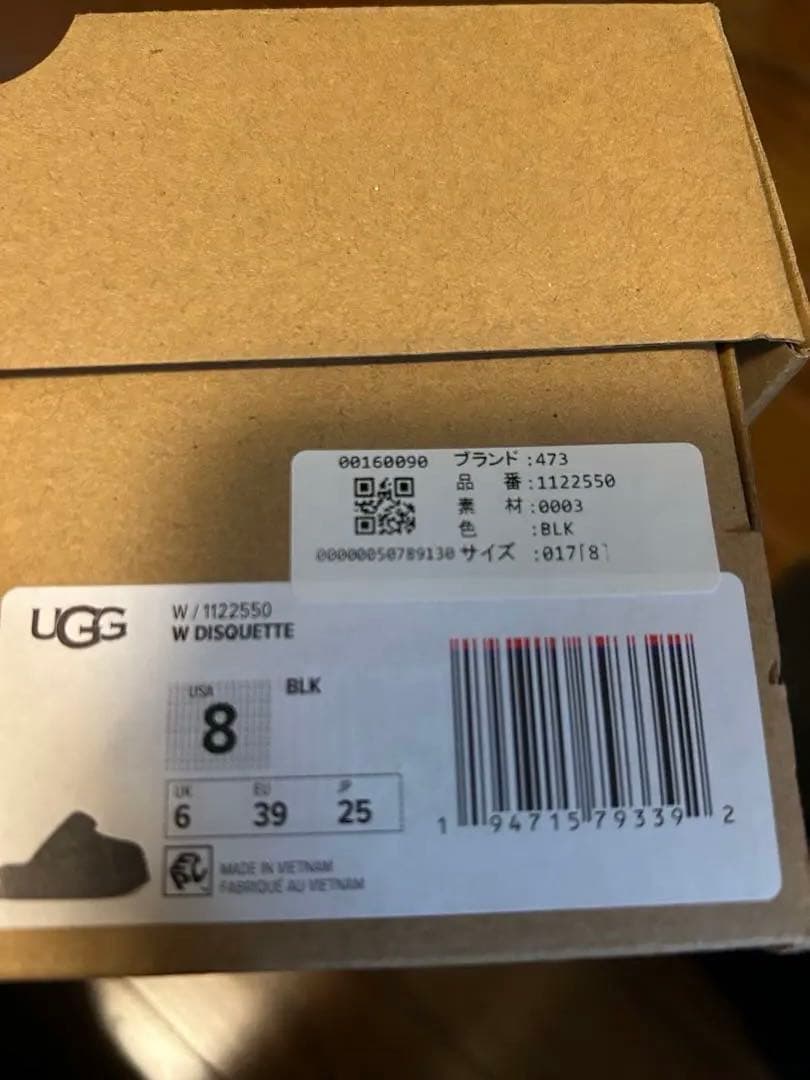 00160090
ブランド:473
品 番:1122550
素 材:0003
色 :BLK
00000050789130 サイズ :017[8]
UGG
W / 1122550
W DISQUETTE
USA
8
BLK
UK EU JP
6 39 25
MADE IN VIETNAM
FABRIQUÉ AU VIETNAM
1 94715 79339 2